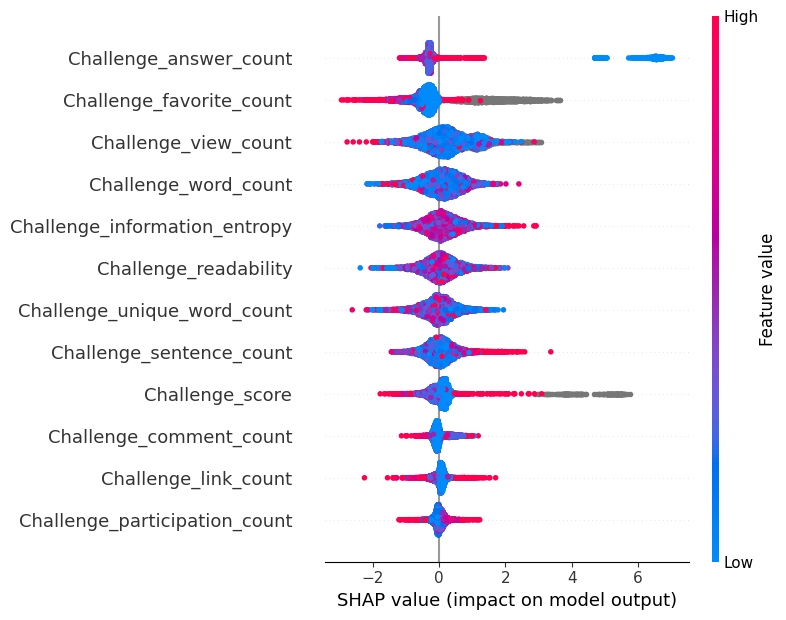 High
Challenge_answer_count
Challenge_favorite_count
Challenge_view_count
Challenge_word_count
Challenge_information_entropy
Challenge_readability
Challenge_unique_word_count
Challenge_sentence_count
Challenge_score
Challenge_comment_count
Challenge_link_count
Challenge_participation_count
Feature value
Low
−2 0 2 4 6
SHAP value (impact on model output)